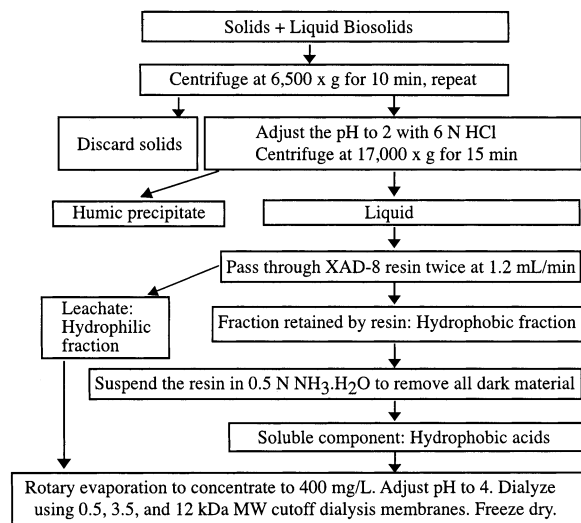 Solids + Liquid Biosolids
Centrifuge at 6,500 x g for 10 min, repeat
Discard solids
Adjust the pH to 2 with 6 N HCl
Centrifuge at 17,000 x g for 15 min
Humic precipitate
Liquid
Pass through XAD-8 resin twice at 1.2 mL/min
Leachate:
Hydrophilic
fraction
Fraction retained by resin: Hydrophobic fraction
Suspend the resin in 0.5 N NH3.H2O to remove all dark material
Soluble component: Hydrophobic acids
Rotary evaporation to concentrate to 400 mg/L. Adjust pH to 4. Dialyze
using 0.5, 3.5, and 12 kDa MW cutoff dialysis membranes. Freeze dry.